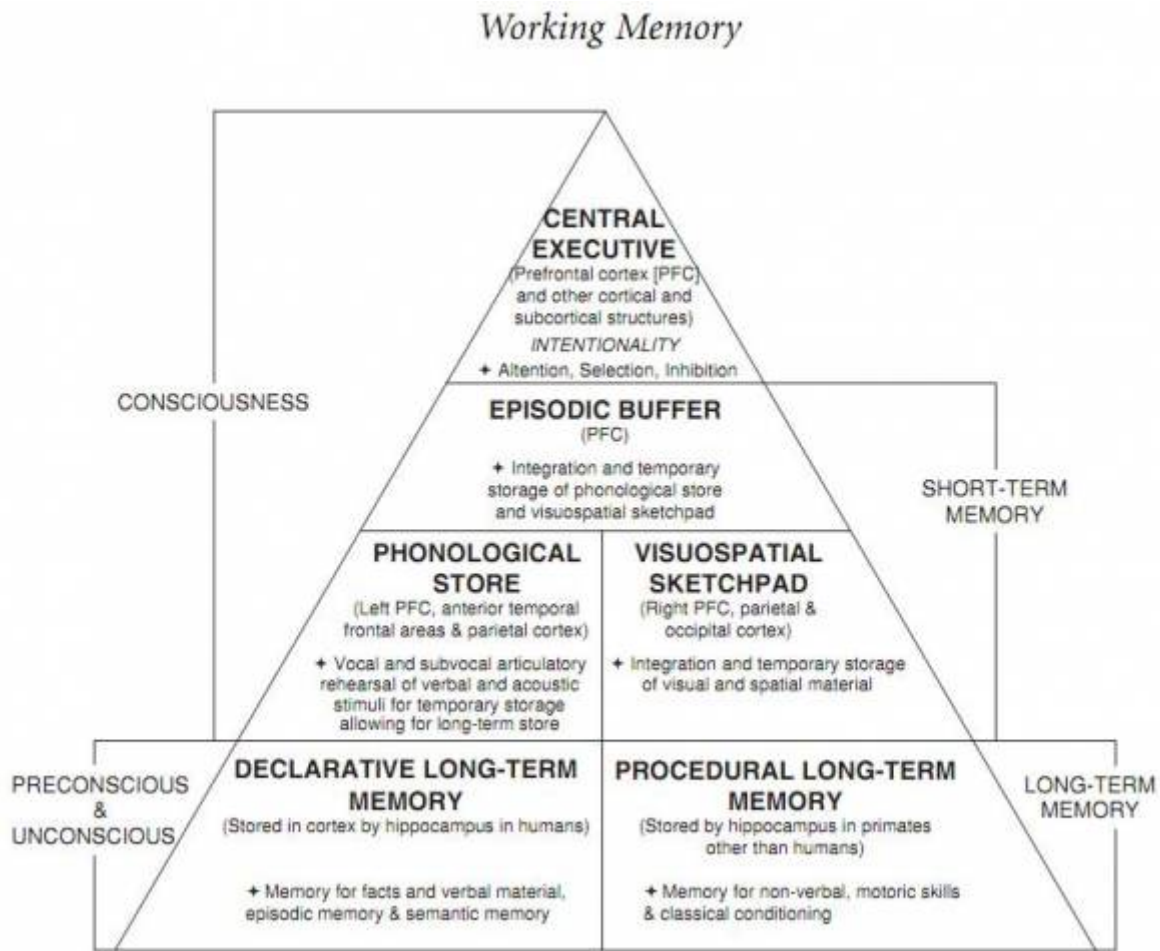 Working Memory
CENTRAL
EXECUTIVE
(Prefrontal cortex [PFC]
and other cortical and
subcortical structures)
INTENTIONALITY
✦ Altention, Selection, Inhibition
CONSCIOUSNESS
EPISODIC BUFFER
(PFC)
✦ Integration and temporary
storage of phonological store
and visuospatial sketchpad
SHORT-TERM
MEMORY
PHONOLOGICAL
STORE
(Left PFC, anterior temporal
frontal areas & parietal cortex)
✦ Vocal and subvocal articulatory
rehearsal of verbal and acoustic
stimuli for temporary storage
allowing for long-term store
VISUOSPATIAL
SKETCHPAD
(Right PFC, parietal &
occipital cortex)
✦ Integration and temporary storage
of visual and spatial material
PRECONSCIOUS
&
UNCONSCIOUS
DECLARATIVE LONG-TERM
MEMORY
(Stored in cortex by hippocampus in humans)
✦ Memory for facts and verbal material,
episodic memory & semantic memory
PROCEDURAL LONG-TERM
MEMORY
(Stored by hippocampus in primates
other than humans)
✦ Memory for non-verbal, motoric skills
& classical conditioning
LONG-TERM
MEMORY